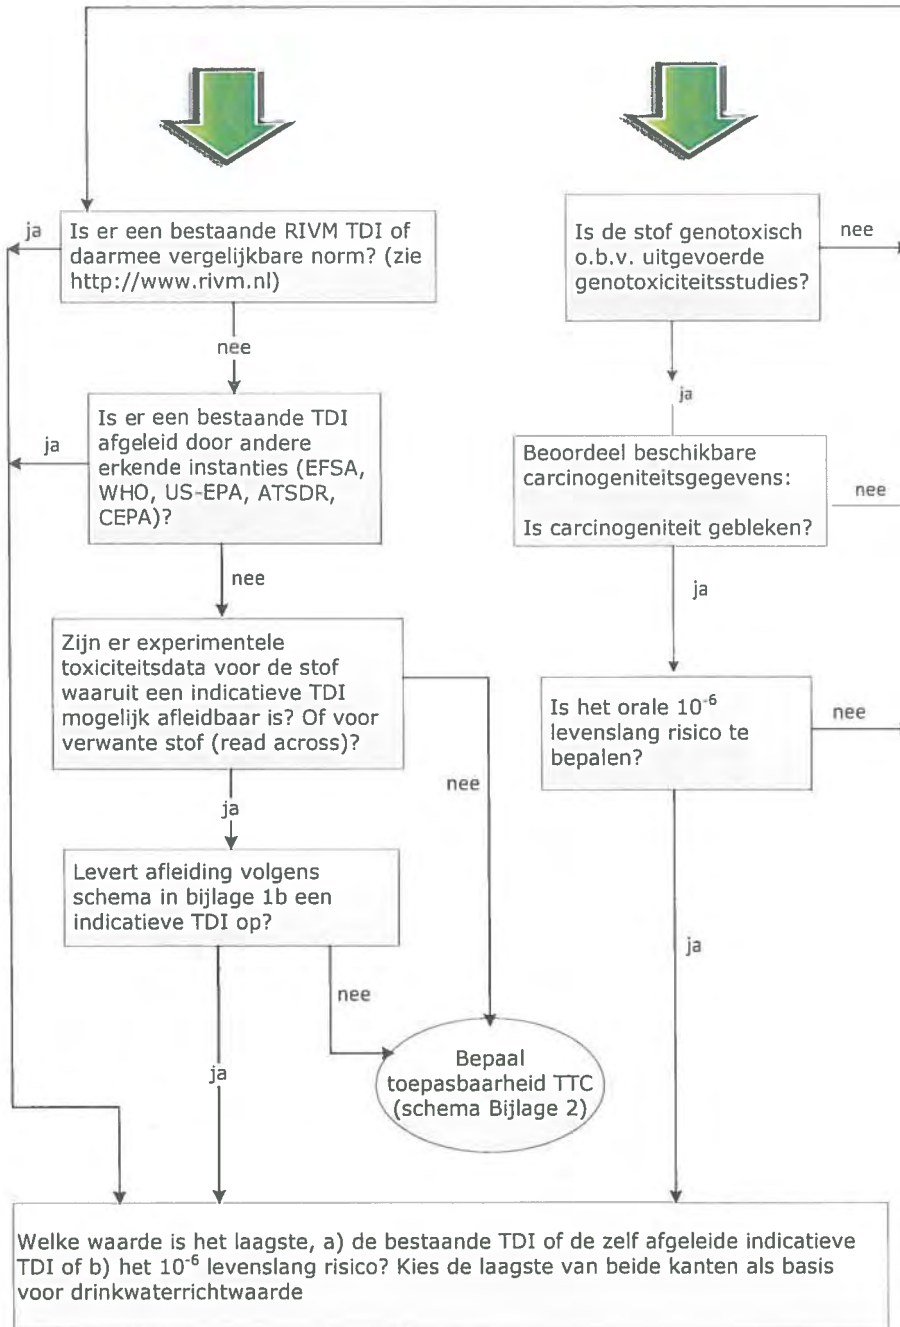 ja
Is er een bestaande RIVM TDI of
daarmee vergelijkbare norm? (zie
http://www.rivm.nl)
nee
ja
Is er een bestaande TDI
afgeleid door andere
erkende instanties (EFSA,
WHO, US-EPA, ATSDR,
CEPA)?
nee
Zijn er experimentele
toxiciteitsdata voor de stof
waaruit een indicatieve TDI
mogelijk afleidbaar is? Of voor
verwante stof (read across)?
nee
ja
Levert afleiding volgens
schema in bijlage 1b een
indicatieve TDI op?
nee
ja
Bepaal
toepasbaarheid TTC
(schema Bijlage 2)
Is de stof genotoxisch
o.b.v. uitgevoerde
genotoxiciteitsstudies?
nee
ja
Beoordeel beschikbare
carcinogeniteitsgegevens:
Is carcinogeniteit gebleken?
nee
ja
Is het orale 10⁻⁶
levenslang risico te
bepalen?
nee
ja
Welke waarde is het laagste, a) de bestaande TDI of de zelf afgeleide indicatieve
TDI of b) het 10⁻⁶ levenslang risico? Kies de laagste van beide kanten als basis
voor drinkwaterrichtwaarde